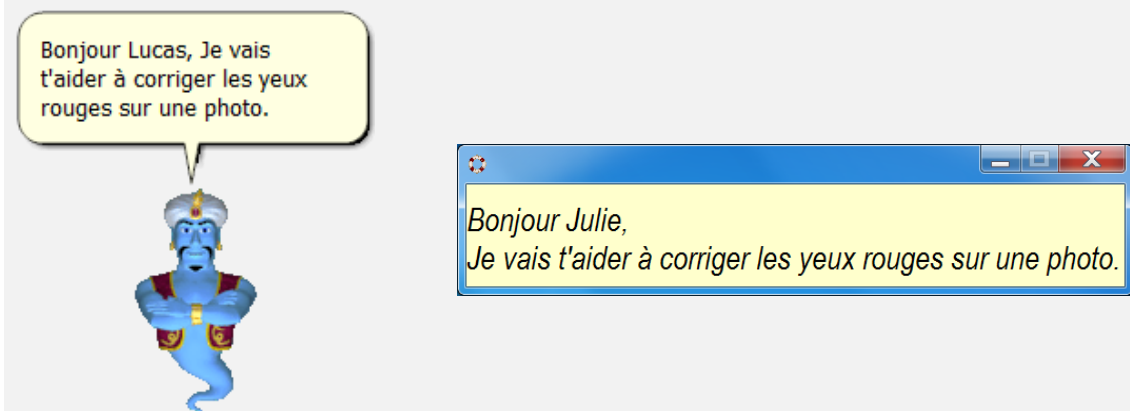 Bonjour Lucas, Je vais
t'aider à corriger les yeux
rouges sur une photo.
Bonjour Julie,
Je vais t'aider à corriger les yeux rouges sur une photo.